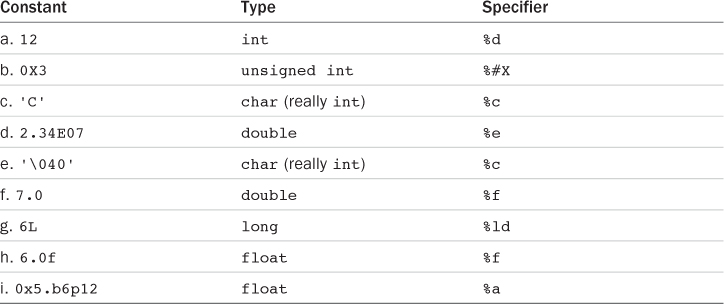 Constant Type Specifier
a. 12 int %d
b. 0X3 unsigned int %#X
c. 'C' char (really int) %c
d. 2.34E07 double %e
e. '\040' char (really int) %c
f. 7.0 double %f
g. 6L long %ld
h. 6.0f float %f
i. 0x5.b6p12 float %a